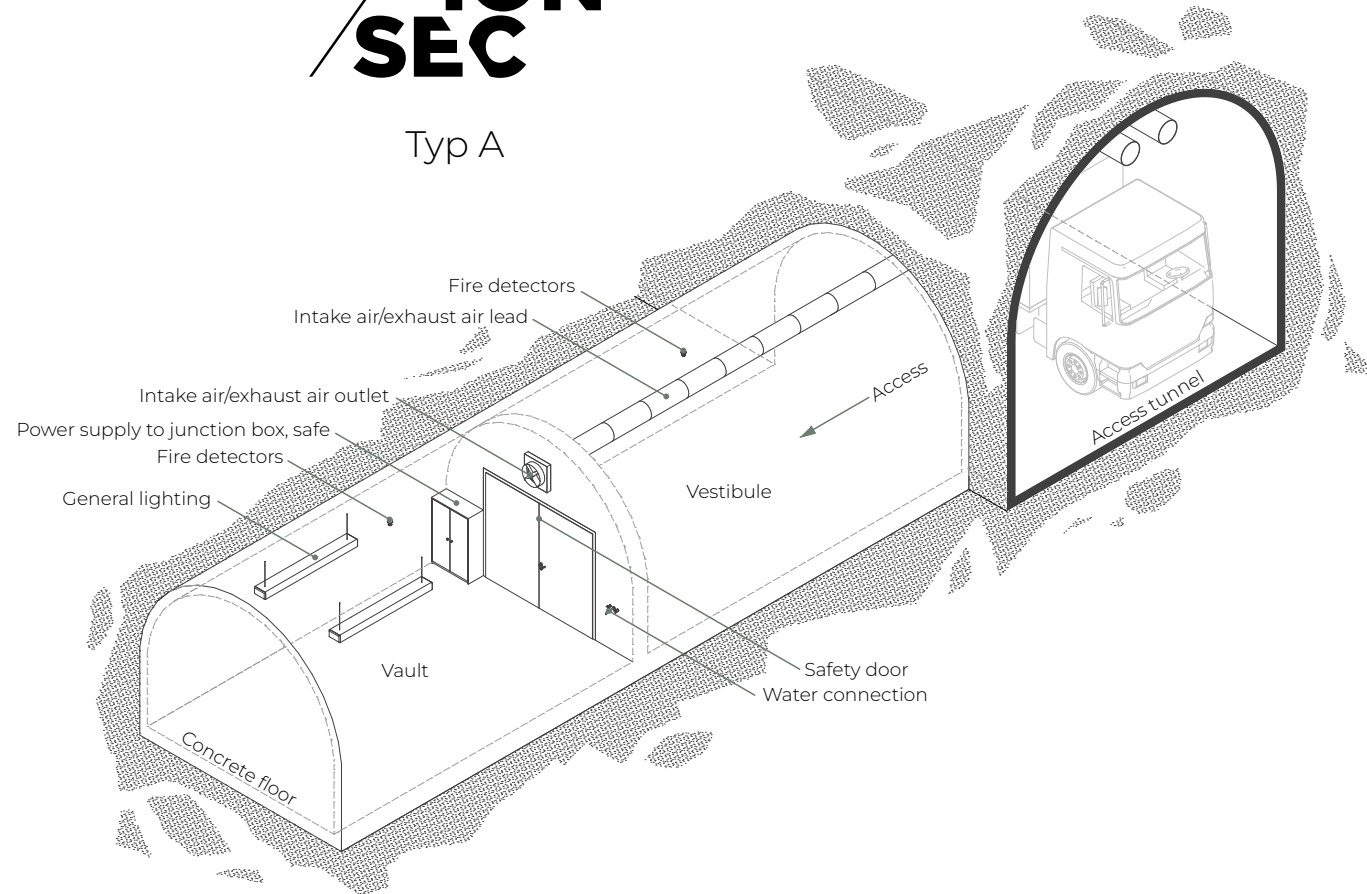 SEC
Typ A
Fire detectors
Intake air/exhaust air lead
Intake air/exhaust air outlet
Power supply to junction box, safe
Fire detectors
General lighting
Access
Access tunnel
Vestibule
Vault
Safety door
Water connection
Concrete floor